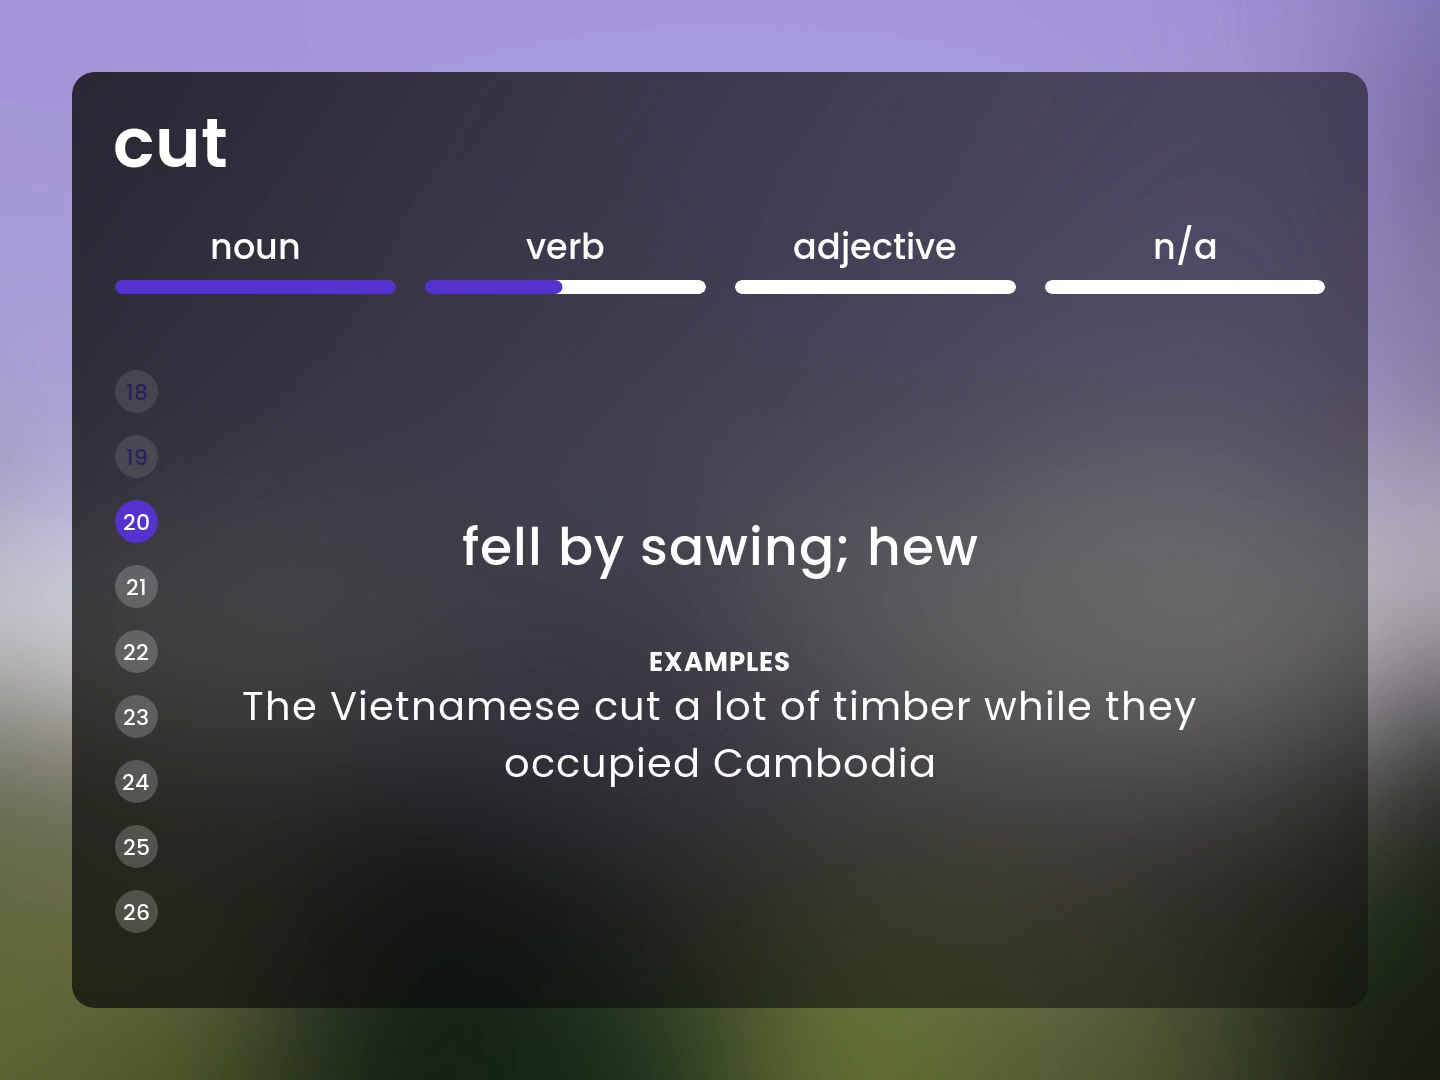 cut
noun
verb
adjective
n/a
18
19
20
21
22
23
24
25
26
fell by sawing; hew
EXAMPLES
The Vietnamese cut a lot of timber while they
occupied Cambodia